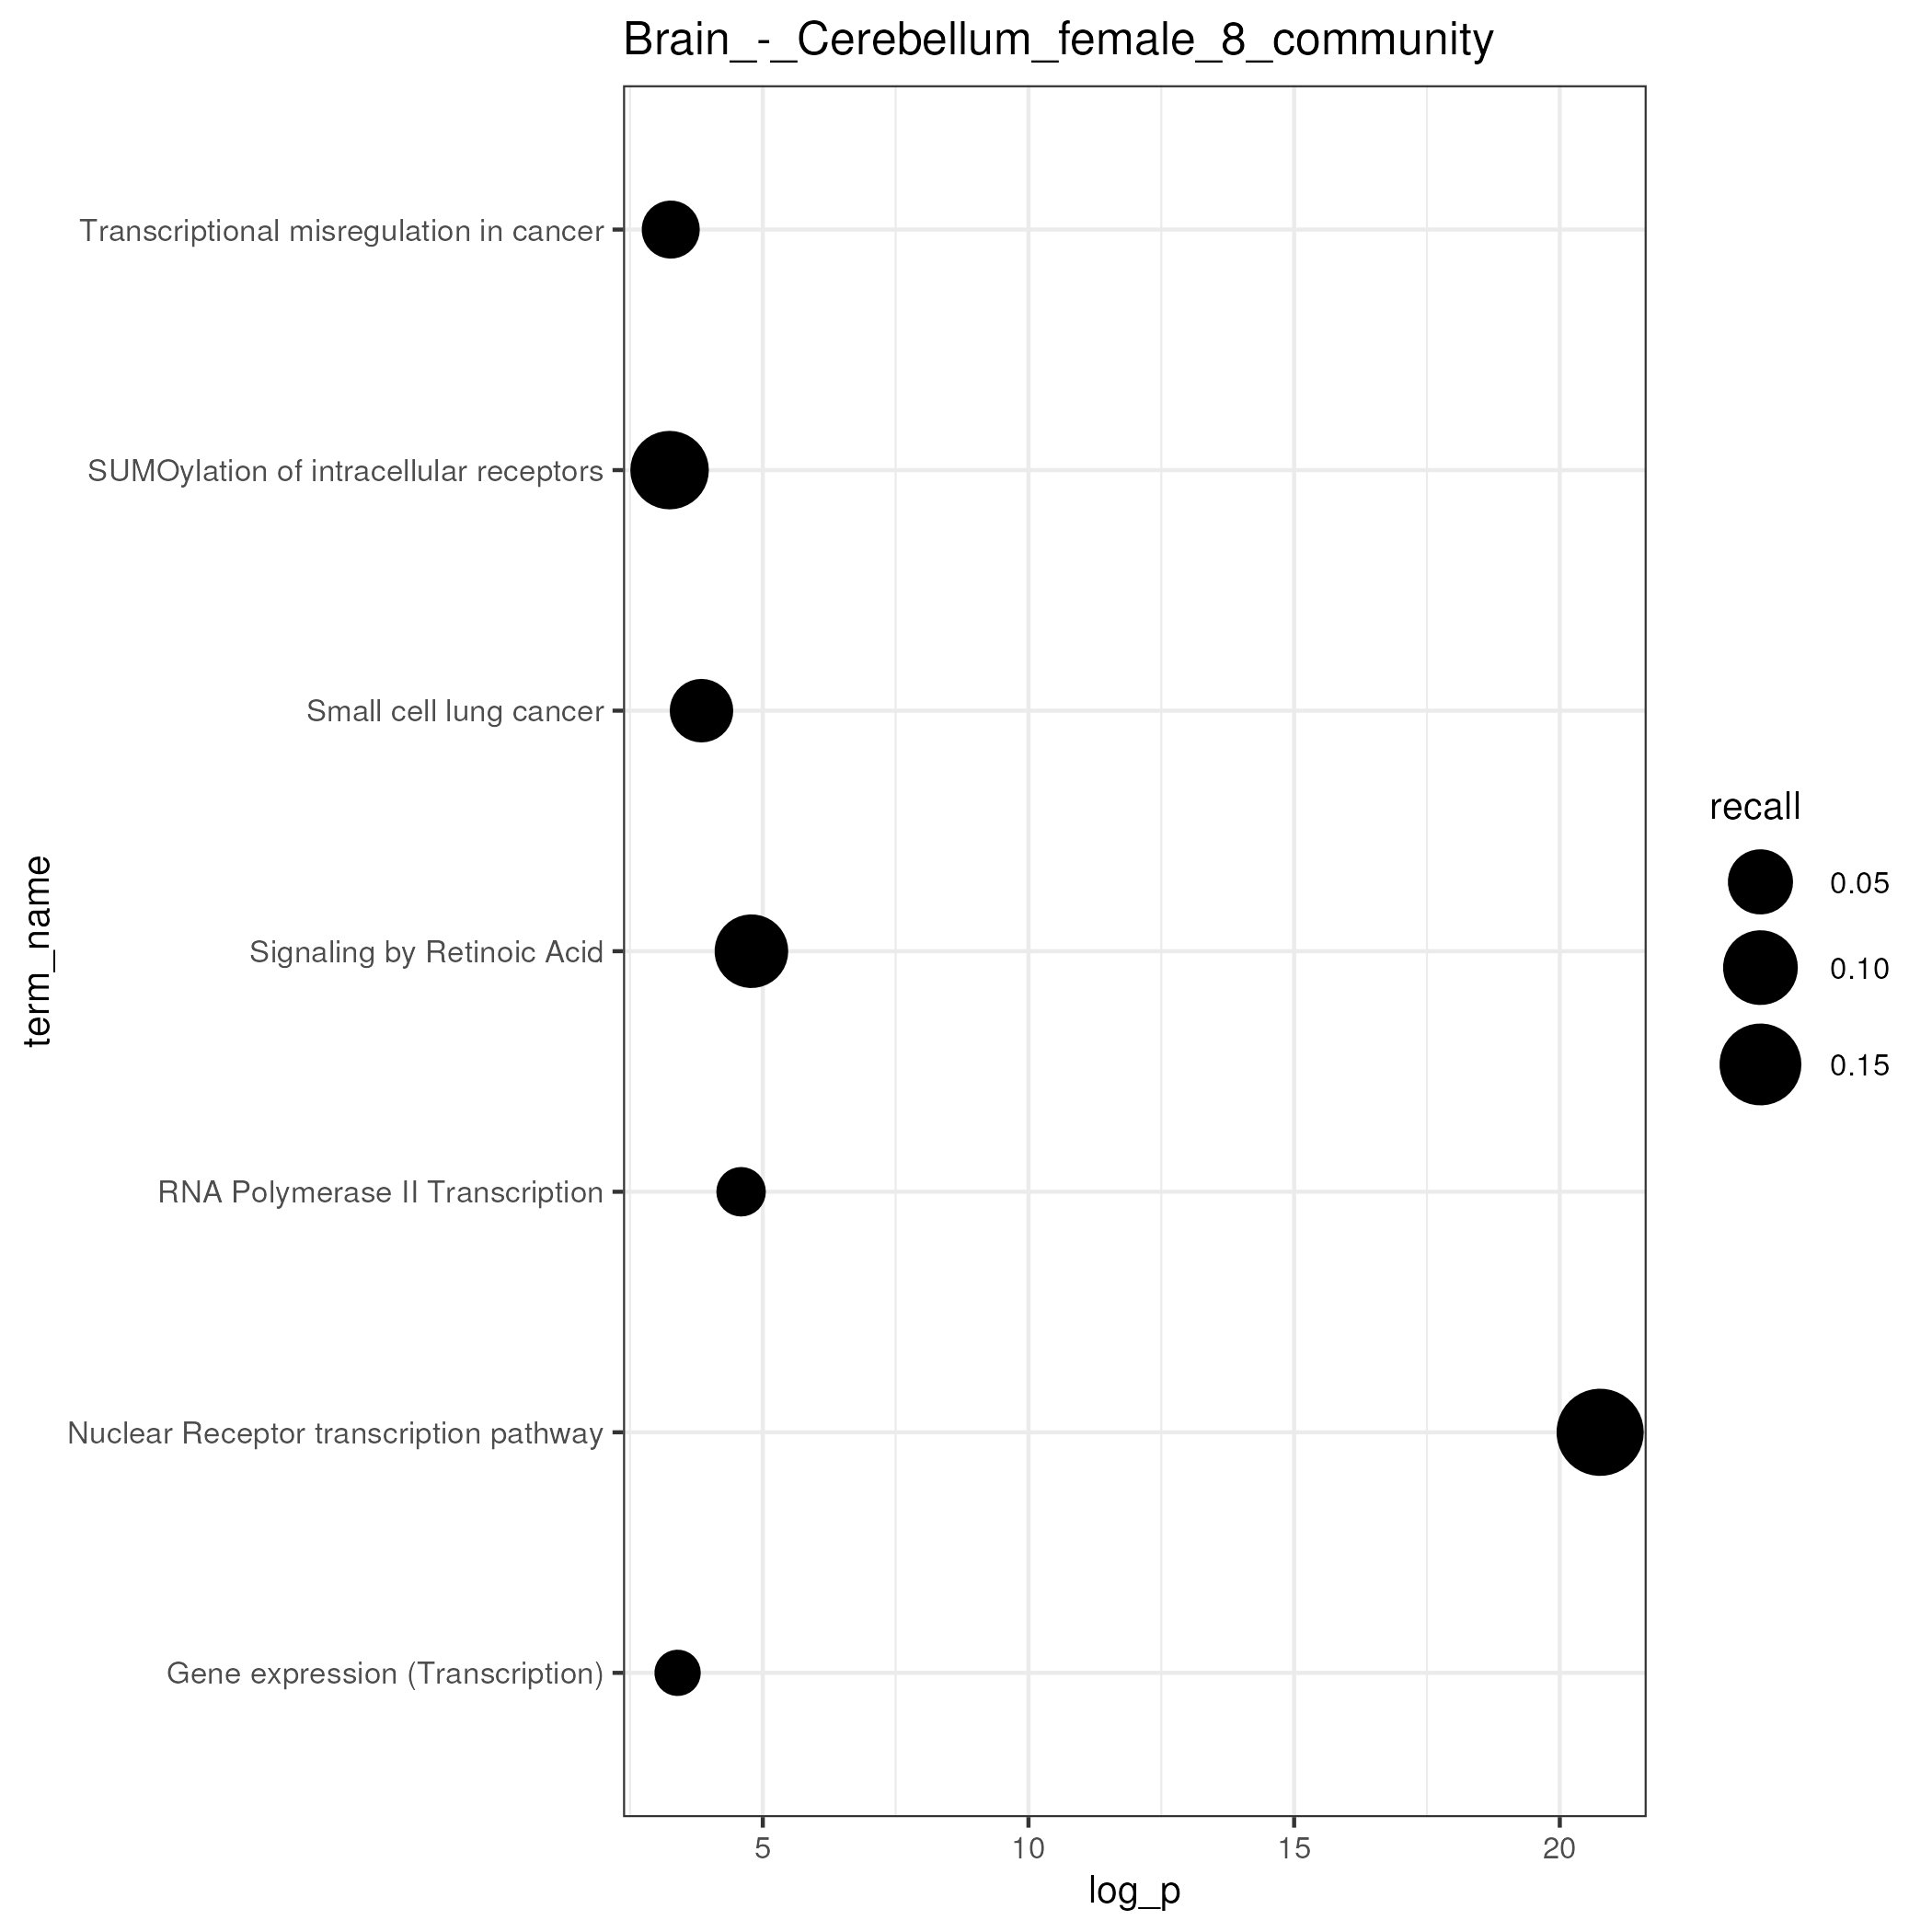 Brain_-_Cerebellum_female_8_community
Transcriptional misregulation in cancer
SUMOylation of intracellular receptors
Small cell lung cancer
Signaling by Retinoic Acid
RNA Polymerase II Transcription
Nuclear Receptor transcription pathway
Gene expression (Transcription)
term_name
5
10
15
20
log_p
recall
0.05
0.10
0.15